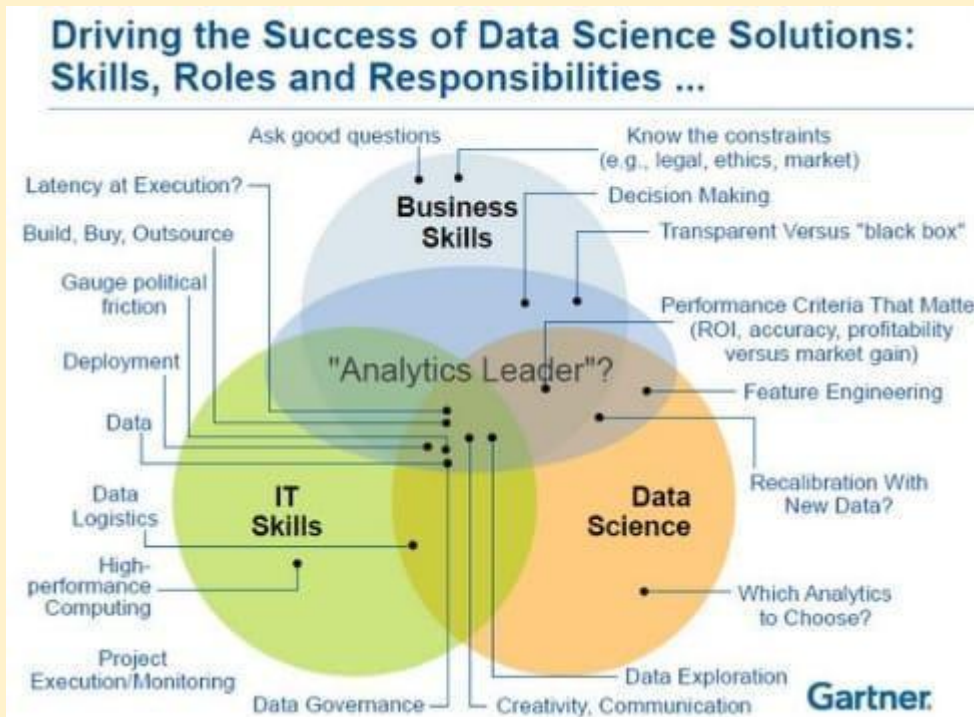 Driving the Success of Data Science Solutions:
Skills, Roles and Responsibilities ...
Ask good questions
Know the constraints
(e.g., legal, ethics, market)
Latency at Execution?
Decision Making
Business
Skills
Build, Buy, Outsource
Transparent Versus "black box"
Gauge political
friction
Performance Criteria That Matte
(ROI, accuracy, profitability
versus market gain)
Deployment
"Analytics Leader"?
Feature Engineering
Data
Recalibration With
New Data?
IT
Skills
Data
Science
Data
Logistics
High-
performance
Computing
Which Analytics
to Choose?
Project
Execution/Monitoring
Data Exploration
Data Governance
Creativity, Communication
Gartner.